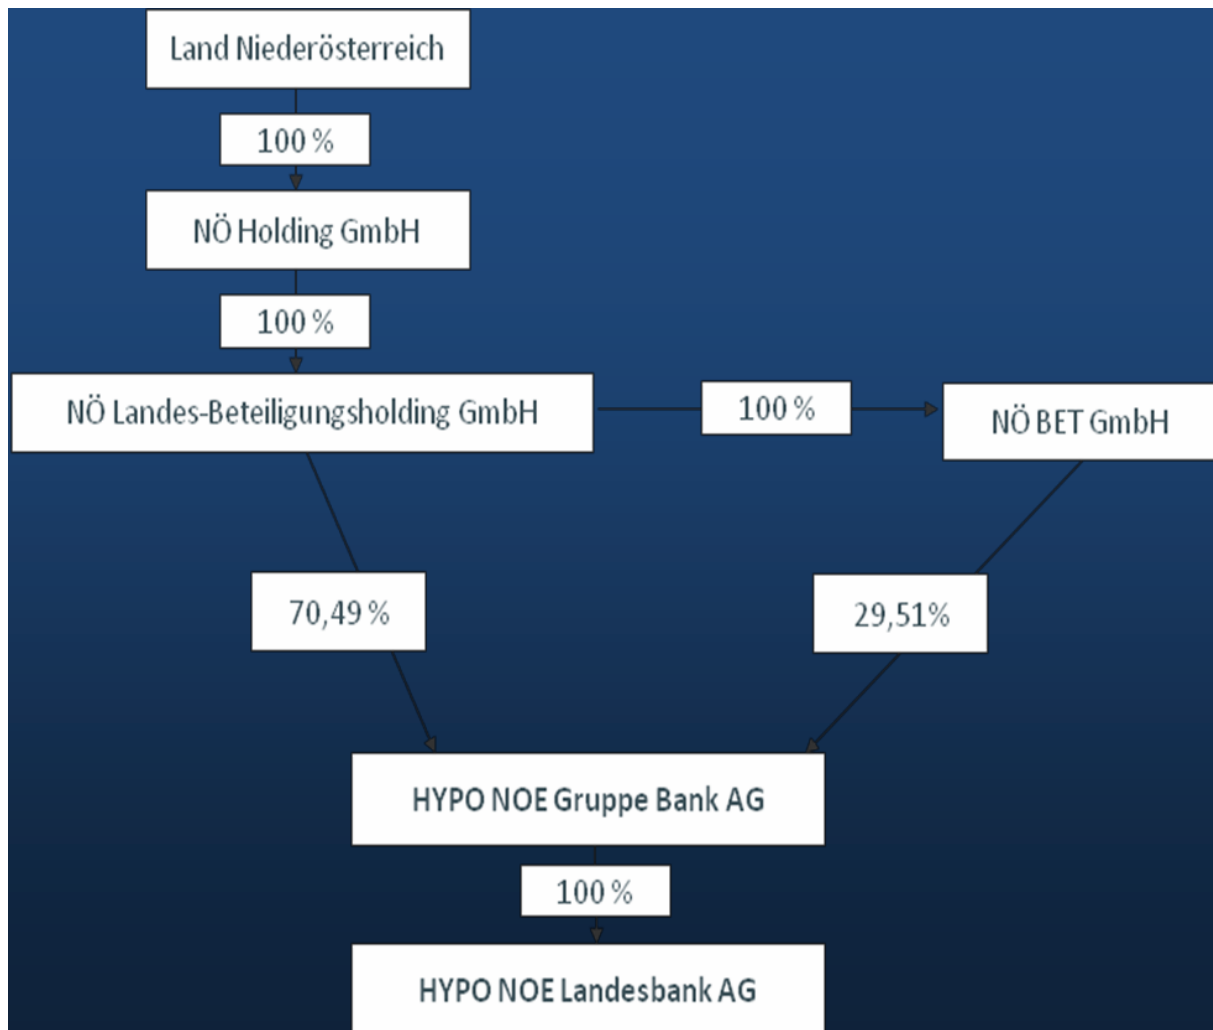 Land Niederösterreich
100 %
NÖ Holding GmbH
100 %
NÖ Landes-Beteiligungsholding GmbH
100 %
NÖ BET GmbH
70,49 %
29,51%
HYPO NOE Gruppe Bank AG
100 %
HYPO NOE Landesbank AG